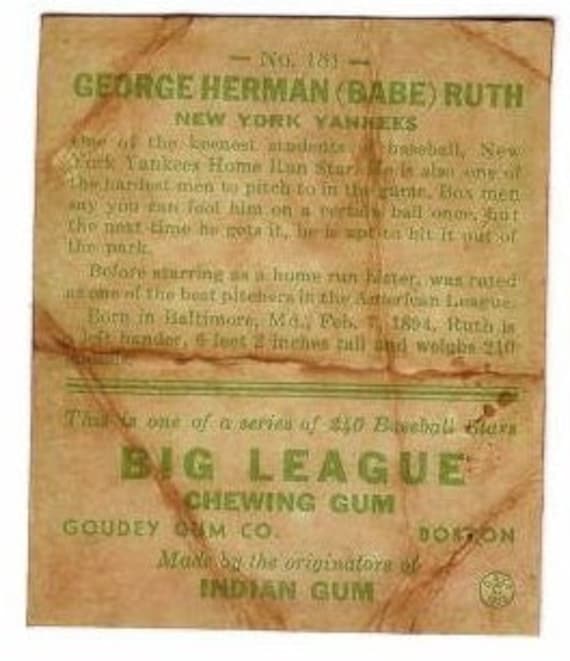 — No. 181 —
GEORGE HERMAN (BABE) RUTH
NEW YORK YANKEES
One of the keenest students of baseball, New
York Yankees Home Run Star. He is also one of
the hardest men to pitch to in the game. Box men
say you can fool him on a certain ball once, but
the next time he gets it, he is apt to hit it out of
the park.
Before starring as a home run hitter, was rated
as one of the best pitchers in the American League.
Born in Baltimore, Md., Feb. 7, 1894. Ruth is
left hander, 6 feet 2 inches tall and weighs 210
This is one of a series of 240 Baseball Stars
BIG LEAGUE
CHEWING GUM
GOUDEY GUM CO. BOSTON
Made by the originators of
INDIAN GUM